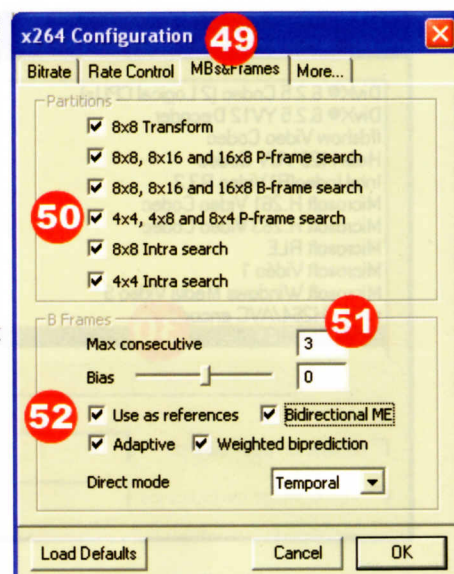 x264 Configuration 49
Bitrate Rate Control MBs&Frames More...
Partitions
8x8 Transform
8x8, 8x16 and 16x8 P-frame search
8x8, 8x16 and 16x8 B-frame search
50 4x4, 4x8 and 8x4 P-frame search
8x8 Intra search
4x4 Intra search
B Frames
51
Max consecutive 3
Bias 0
52 Use as references Bidirectional ME
Adaptive Weighted biprediction
Direct mode Temporal
Load Defaults Cancel OK